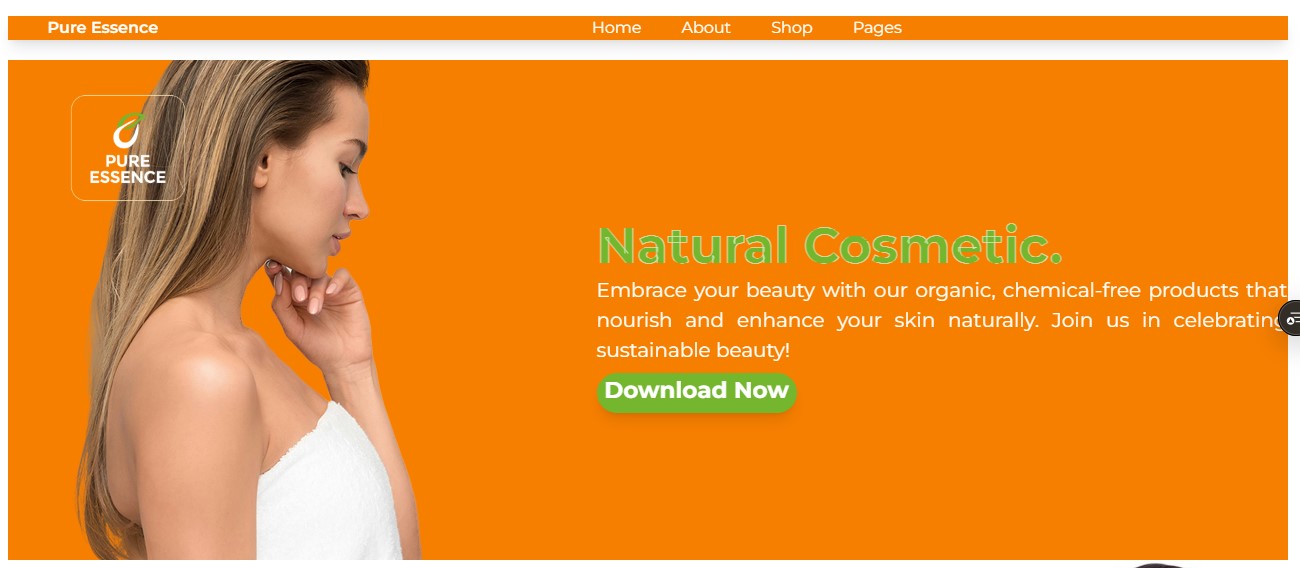 Pure Essence
Home About Shop Pages
PURE
ESSENCE
Natural Cosmetic.
Embrace your beauty with our organic, chemical-free products that
nourish and enhance your skin naturally. Join us in celebrating
sustainable beauty!
Download Now